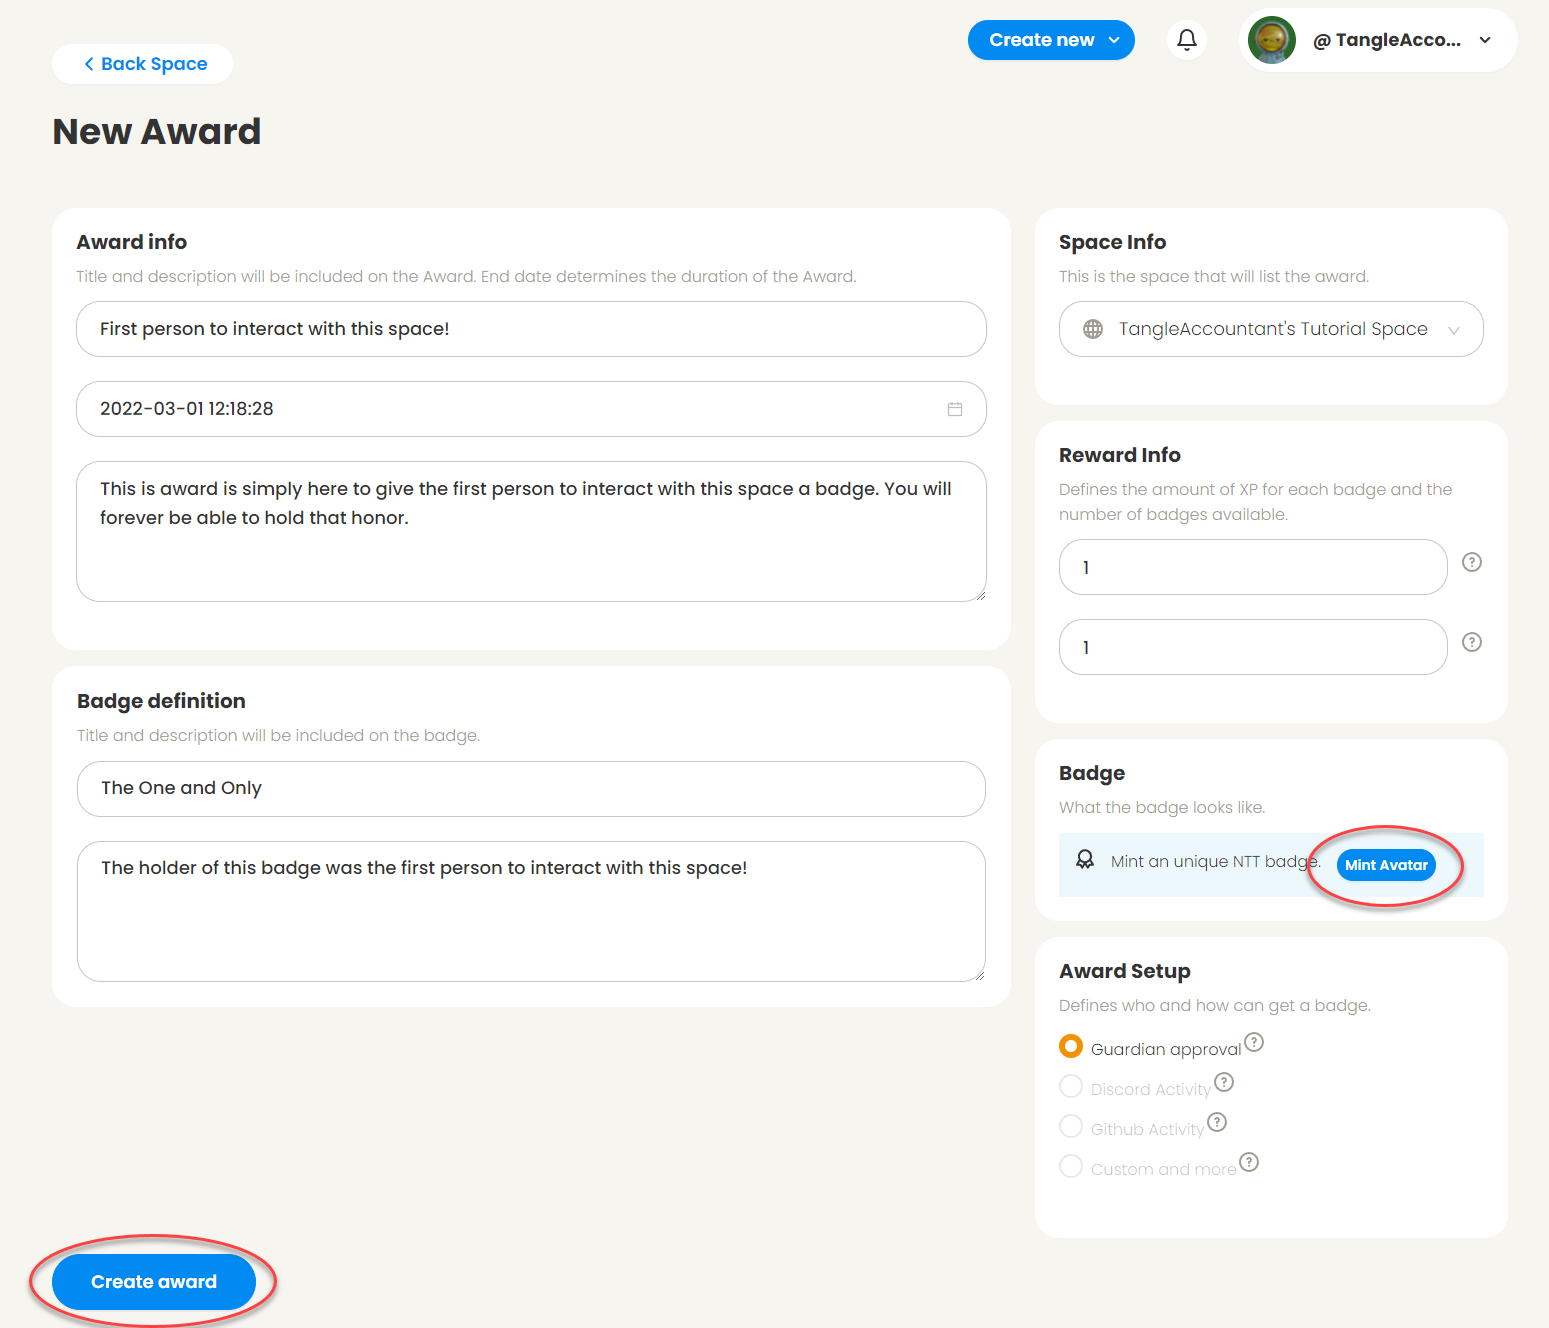 Back Space
Create new
@ TangleAcco...
New Award
Award info
Title and description will be included on the Award. End date determines the duration of the Award.
First person to interact with this space!
2022-03-01 12:18:28
This is award is simply here to give the first person to interact with this space a badge. You will
forever be able to hold that honor.
Badge definition
Title and description will be included on the badge.
The One and Only
The holder of this badge was the first person to interact with this space!
Space Info
This is the space that will list the award.
TangleAccountant's Tutorial Space
Reward Info
Defines the amount of XP for each badge and the
number of badges available.
1
?
1
?
Badge
What the badge looks like.
Mint an unique NTT badge.
Mint Avatar
Award Setup
Defines who and how can get a badge.
Guardian approval ?
Discord Activity ?
Github Activity ?
Custom and more ?
Create award